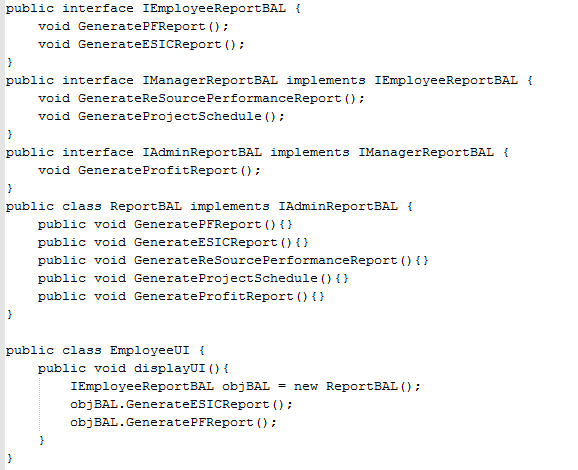 public interface IEmployeeReportBAL {
    void GeneratePFReport();
    void GenerateESICReport();
}
public interface IManagerReportBAL implements IEmployeeReportBAL {
    void GenerateReSourcePerformanceReport();
    void GenerateProjectSchedule();
}
public interface IAdminReportBAL implements IManagerReportBAL {
    void GenerateProfitReport();
}
public class ReportBAL implements IAdminReportBAL {
    public void GeneratePFReport(){}
    public void GenerateESICReport(){}
    public void GenerateReSourcePerformanceReport(){}
    public void GenerateProjectSchedule(){}
    public void GenerateProfitReport(){}
}

public class EmployeeUI {
    public void displayUI(){
        IEmployeeReportBAL objBAL = new ReportBAL();
        objBAL.GenerateESICReport();
        objBAL.GeneratePFReport();
    }
}